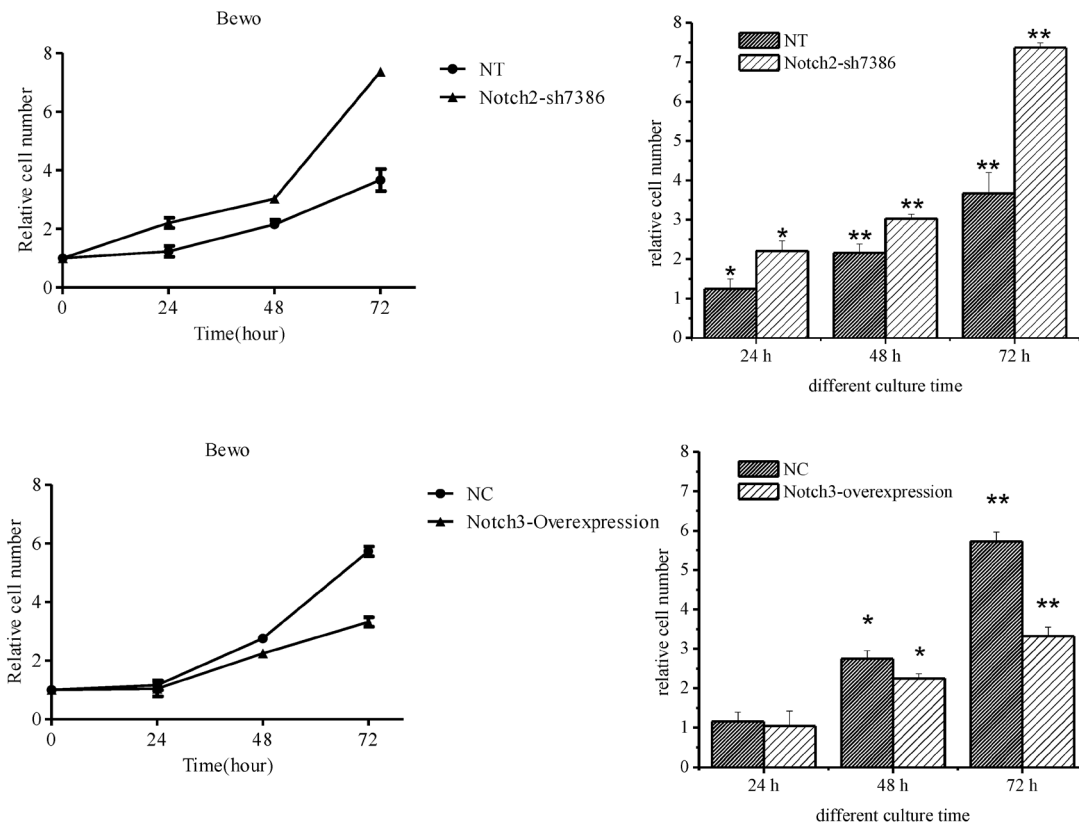 Bewo
NT
Notch2-sh7386
Relative cell number
8
6
4
2
0
0 24 48 72
Time(hour)
NT
Notch2-sh7386
relative cell number
8
7
6
5
4
3
2
1
0
* * ** ** ** **
24 h 48 h 72 h
different culture time
Bewo
NC
Notch3-Overexpression
Relative cell number
8
6
4
2
0
0 24 48 72
Time(hour)
NC
Notch3-overexpression
relative cell number
8
7
6
5
4
3
2
1
0
* * ** **
24 h 48 h 72 h
different culture time